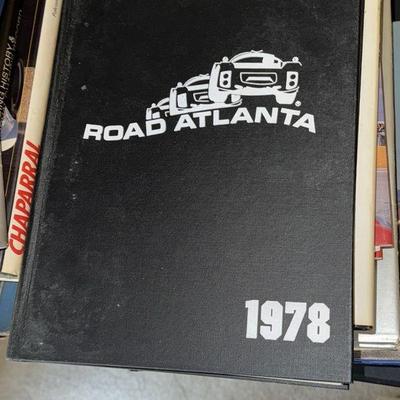 ROAD ATLANTA
1978
CHAPARRAL
HISTORY &